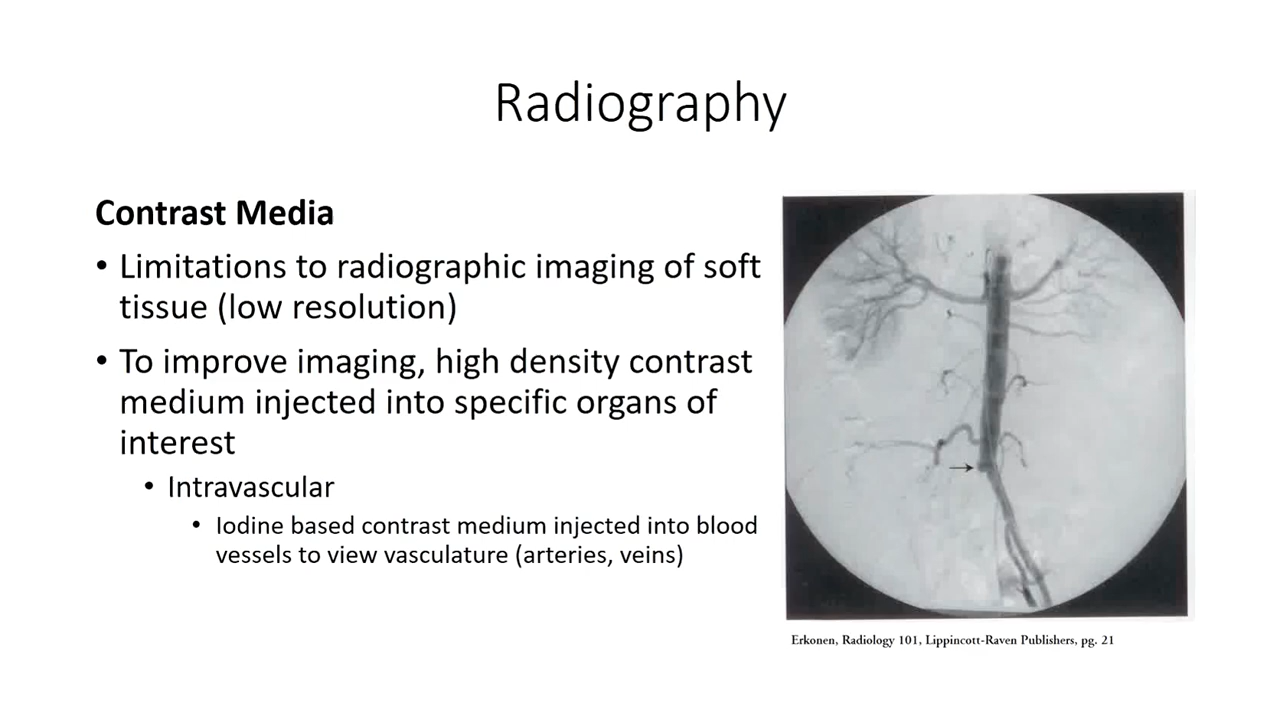 Radiography
Contrast Media
• Limitations to radiographic imaging of soft
tissue (low resolution)
• To improve imaging, high density contrast
medium injected into specific organs of
interest
• Intravascular
• Iodine based contrast medium injected into blood
vessels to view vasculature (arteries, veins)
Erkonen, Radiology 101, Lippincott-Raven Publishers, pg. 21